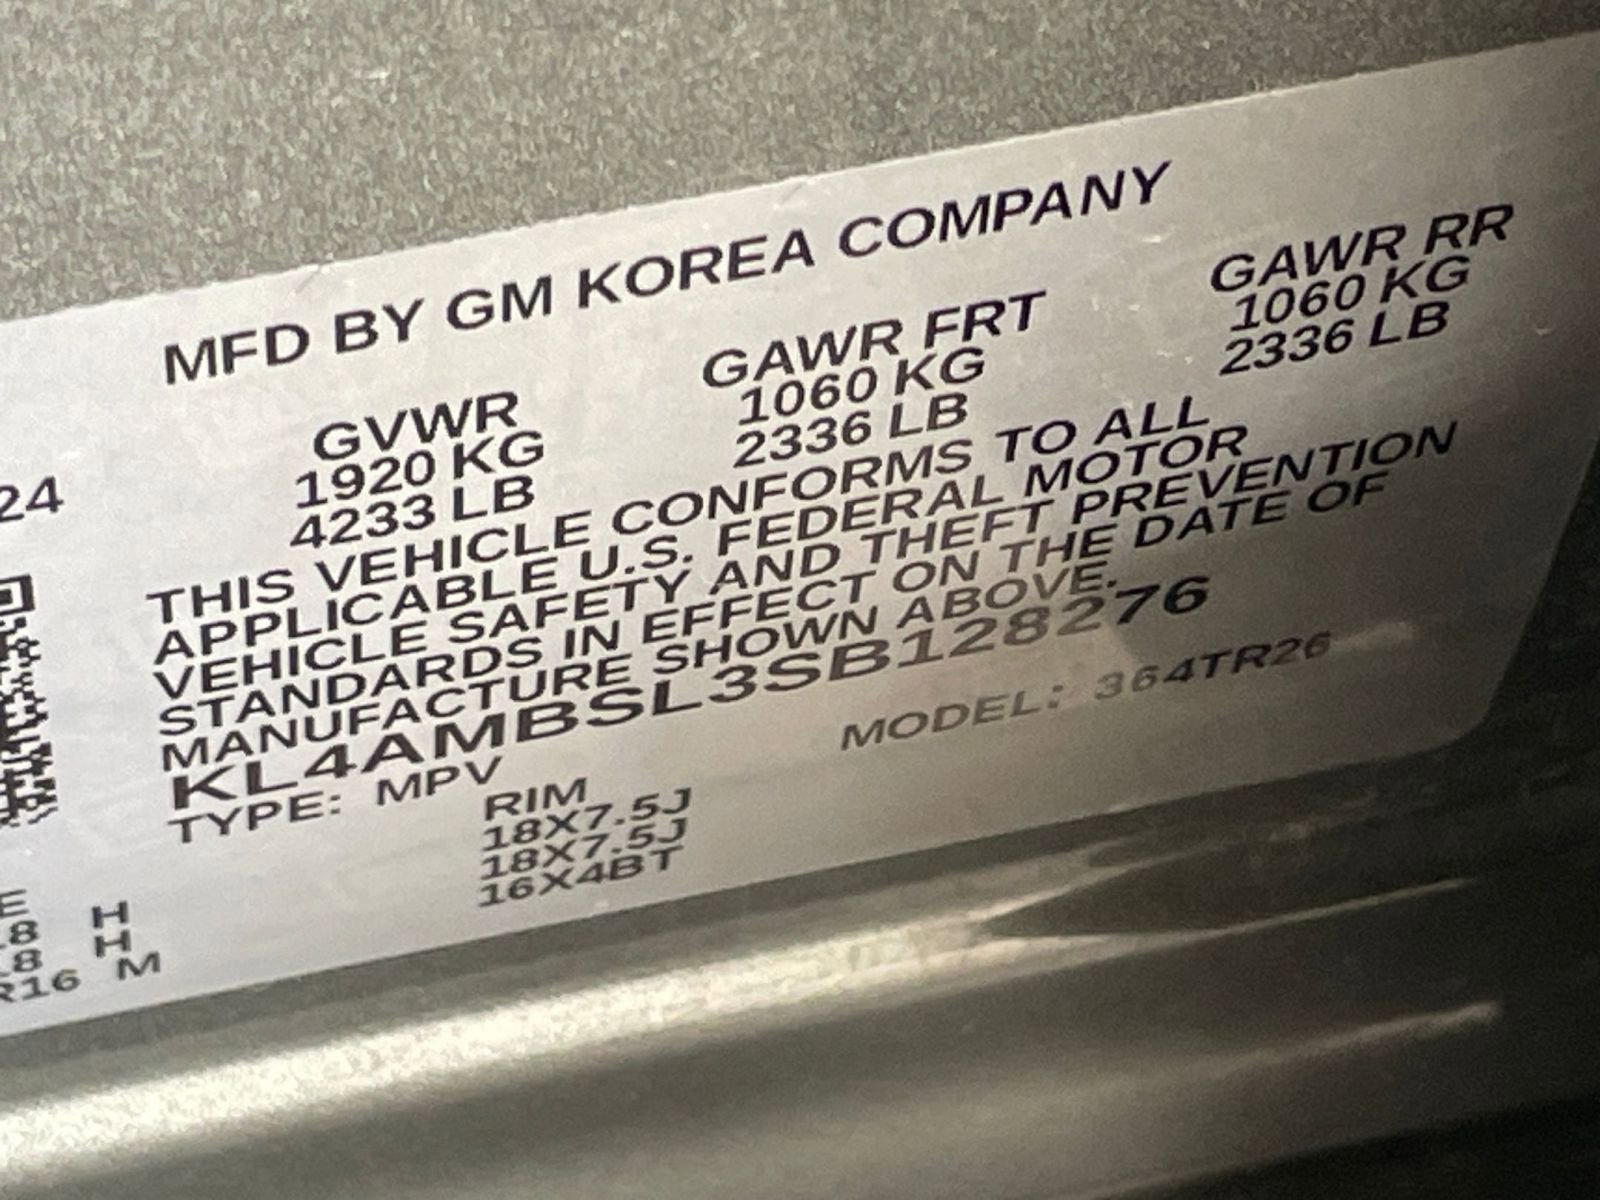 MFD BY GM KOREA COMPANY
24
GVWR GAWR FRT GAWR RR
1920 KG 1060 KG 1060 KG
4233 LB 2336 LB 2336 LB
THIS VEHICLE CONFORMS TO ALL
APPLICABLE U.S. FEDERAL MOTOR
VEHICLE SAFETY AND THEFT PREVENTION
STANDARDS IN EFFECT ON THE DATE OF
MANUFACTURE SHOWN ABOVE.
KL4AMBSL3SB128276
TYPE: MPV MODEL: 364TR26
E RIM
8 H 18X7.5J
8 H 18X7.5J
R16 M 16X4BT